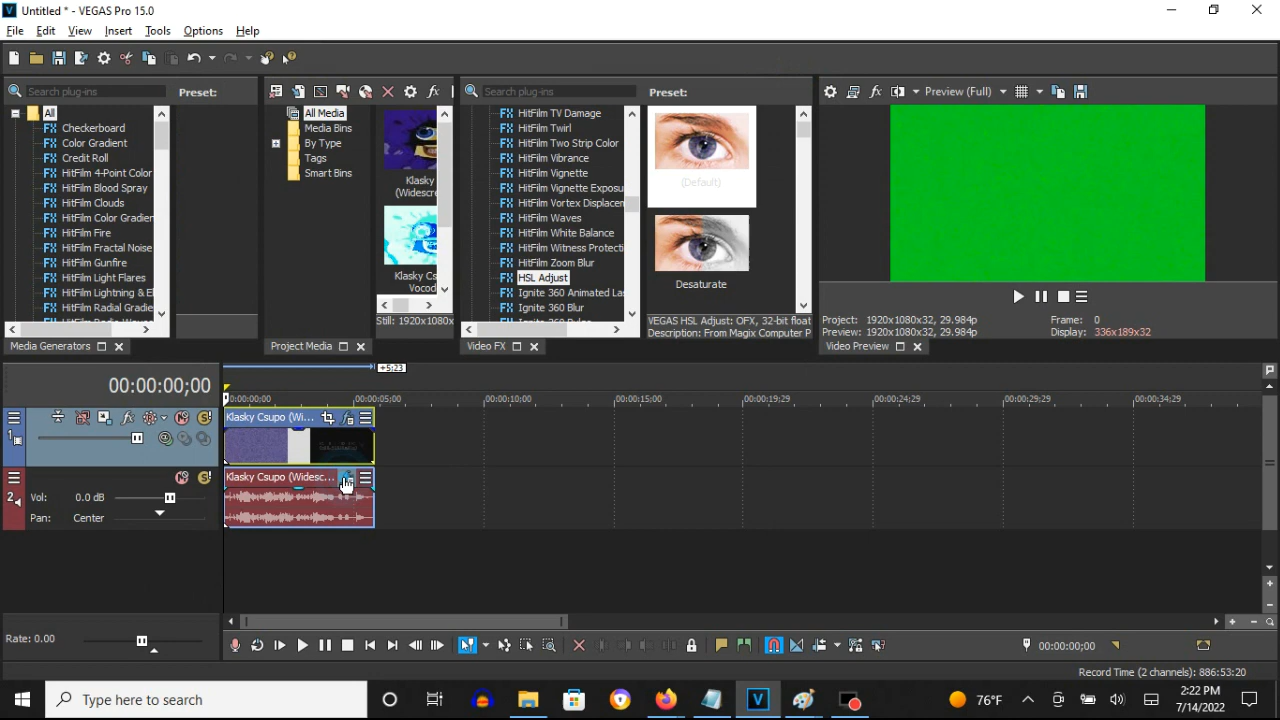 Untitled * - VEGAS Pro 15.0
File Edit View Insert Tools Options Help
Search plug-ins Preset:
All
Checkerboard
Color Gradient
Credit Roll
HitFilm 4-Point Color
HitFilm Blood Spray
HitFilm Clouds
HitFilm Color Gradier
HitFilm Fire
HitFilm Fractal Noise
HitFilm Gunfire
HitFilm Light Flares
HitFilm Lightning & El
HitFilm Radial Gradie
Media Generators
All Media
Media Bins
By Type
Tags
Smart Bins
Klasky
(Widescre
Klasky Cs
Vocod
Still: 1920x1080x
Project Media
Search plug-ins Preset:
HitFilm TV Damage
HitFilm Twirl
HitFilm Two Strip Color
HitFilm Vibrance
HitFilm Vignette
HitFilm Vignette Exposu
HitFilm Vortex Displacen
HitFilm Waves
HitFilm White Balance
HitFilm Witness Protecti
HitFilm Zoom Blur
HSL Adjust
Ignite 360 Animated Las
Ignite 360 Blur
(Default)
Desaturate
VEGAS HSL Adjust: OFX, 32-bit float
Description: From Magix Computer P
Video FX
Preview (Full)
Project: 1920x1080x32, 29.984p
Preview: 1920x1080x32, 29.984p
Frame: 0
Display: 336x189x32
Video Preview
+5:23
00:00:00;00
00:00:00;00 00:00:05;00 00:00:10;00 00:00:15;00 00:00:19;29 00:00:24;29 00:00:29;29 00:00:34;29
1
Klasky Csupo (Wi...
2
Klasky Csupo (Widesc...
Vol: 0.0 dB
Pan: Center
Rate: 0.00
00:00:00;00
Record Time (2 channels): 886:53:20
Type here to search
76°F
2:22 PM
7/14/2022